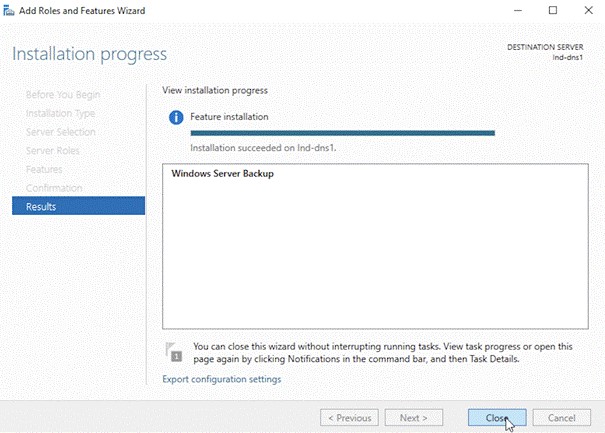 Add Roles and Features Wizard
Installation progress
DESTINATION SERVER
lnd-dns1
Before You Begin
Installation Type
Server Selection
Server Roles
Features
Confirmation
Results
View installation progress
Feature installation
Installation succeeded on lnd-dns1.
Windows Server Backup
1
You can close this wizard without interrupting running tasks. View task progress or open this
page again by clicking Notifications in the command bar, and then Task Details.
Export configuration settings
< Previous
Next >
Close
Cancel